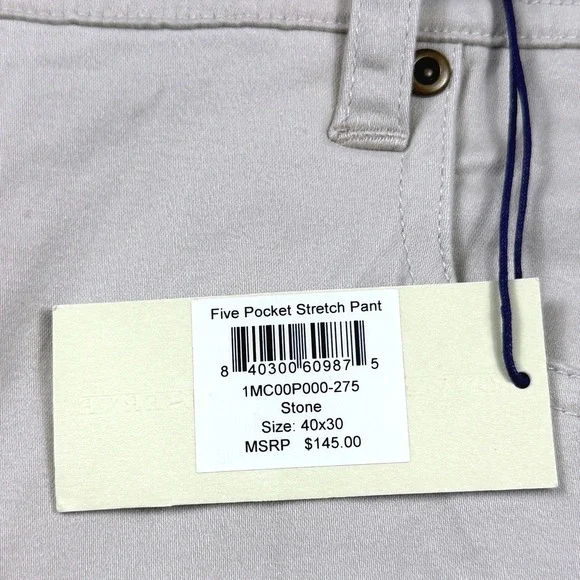 Five Pocket Stretch Pant
8 40300 60987 5
1MC00P000-275
Stone
Size: 40x30
MSRP $145.00